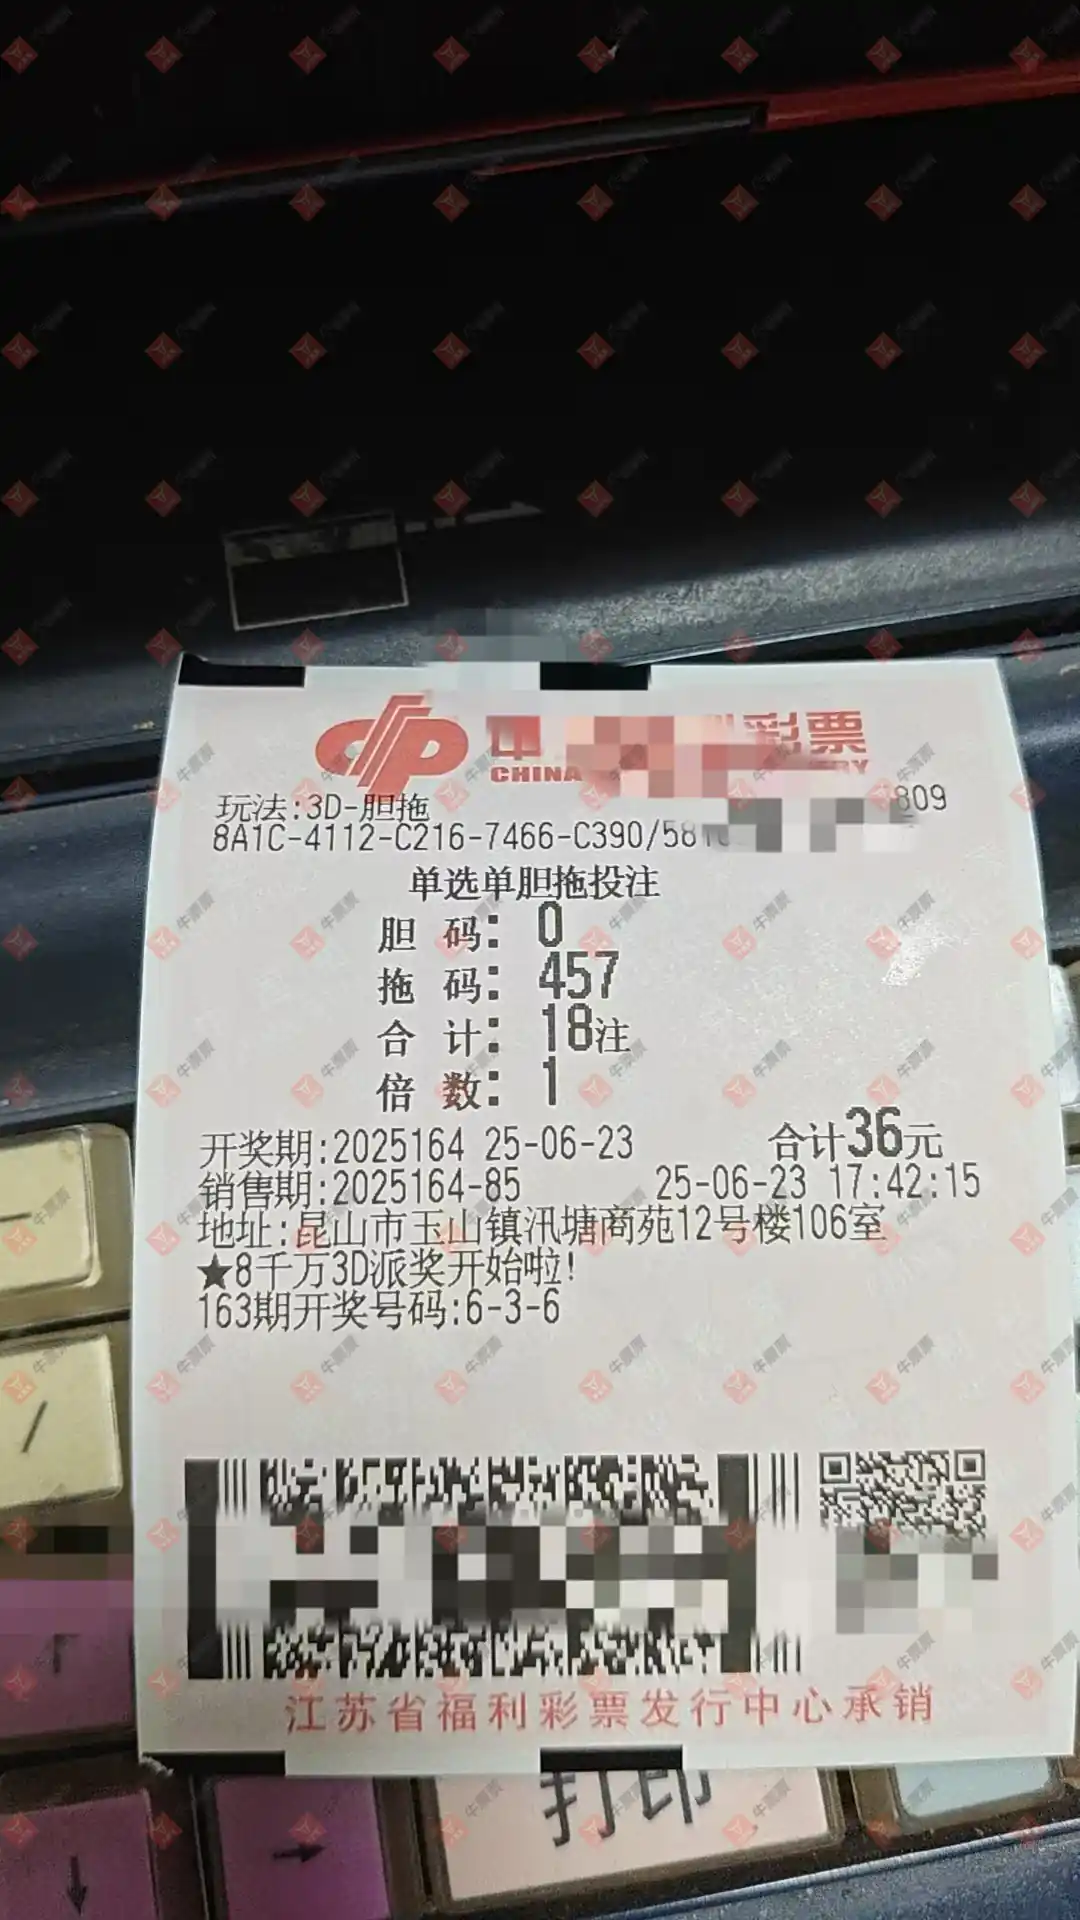 中 彩票
CHINA RY
玩法:3D-胆拖 809
8A1C-4112-C216-7466-C390/581
单选单胆拖投注
胆 码: 0
拖 码: 457
合 计: 18注
倍 数: 1
开奖期:2025164 25-06-23 合计36元
销售期:2025164-85 25-06-23 17:42:15
地址:昆山市玉山镇汛塘商苑12号楼106室
★8千万3D派奖开始啦!
163期开奖号码:6-3-6
江苏省福利彩票发行中心承销
打印
牛票票